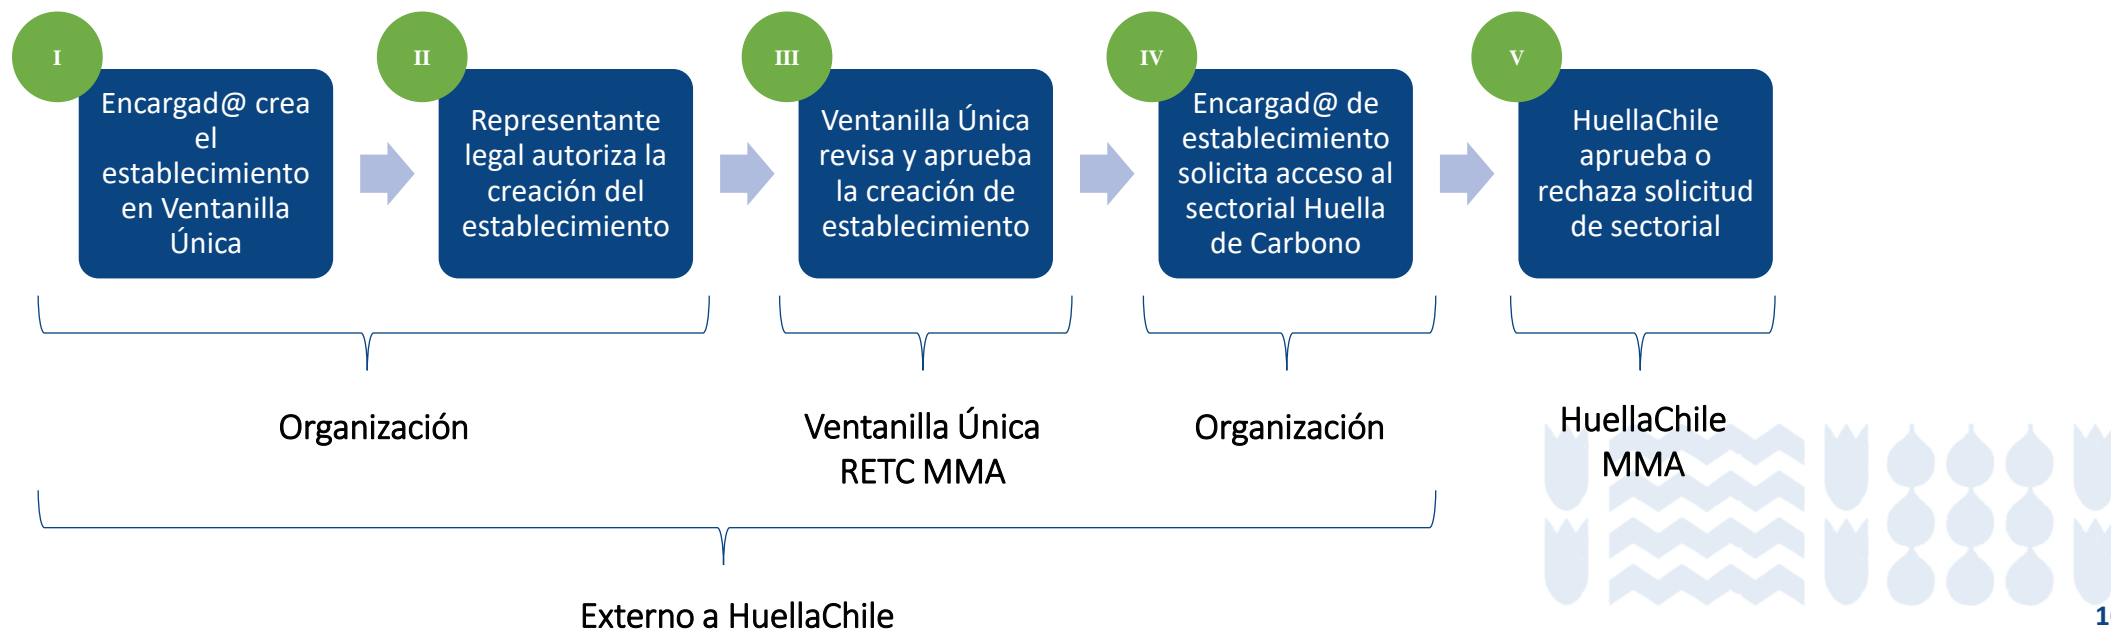 I
Encargad@ crea
el
establecimiento
en Ventanilla
Única
II
Representante
legal autoriza la
creación del
establecimiento
III
Ventanilla Única
revisa y aprueba
la creación de
establecimiento
IV
Encargad@ de
establecimiento
solicita acceso al
sectorial Huella
de Carbono
V
HuellaChile
aprueba o
rechaza solicitud
de sectorial
Organización
Ventanilla Única
RETC MMA
Organización
HuellaChile
MMA
Externo a HuellaChile